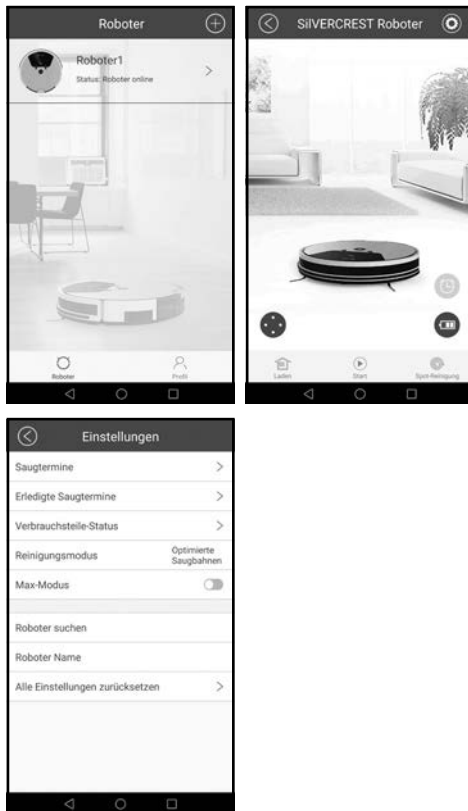 Roboter
Roboter1
Status: Roboter online
Roboter
Profil
SilVERCREST Roboter
Laden
Start
Spot-Reinigung
Einstellungen
Saugtermine
Erledigte Saugtermine
Verbrauchsteile-Status
Reinigungsmodus
Optimierte
Saugbahnen
Max-Modus
Roboter suchen
Roboter Name
Alle Einstellungen zurücksetzen